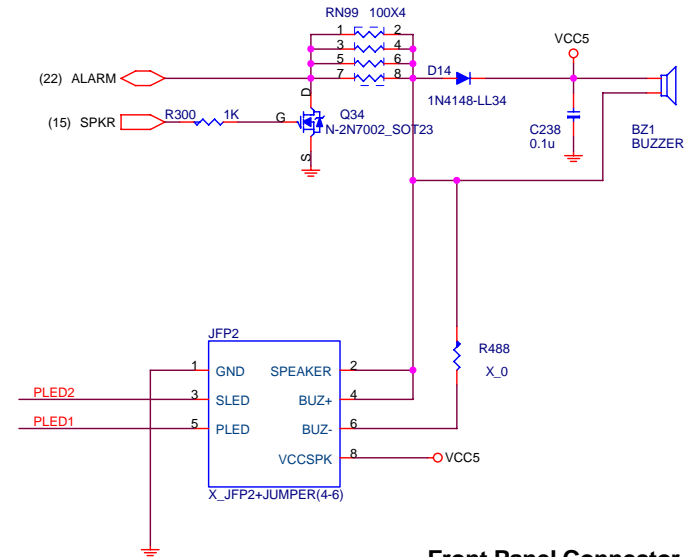 RN99 100X4
1 2
3 4
5 6
7 8
VCC5
(22) ALARM
D14
1N4148-LL34
D
(15) SPKR
R300 1K
G
Q34
N-2N7002_SOT23
S
C238
0.1u
BZ1
BUZZER
JFP2
1 GND SPEAKER 2
PLED2 3 SLED BUZ+ 4
PLED1 5 PLED BUZ- 6
VCCSPK 8 VCC5
X_JFP2+JUMPER(4-6)
R488
X_0
Front Panel Connector